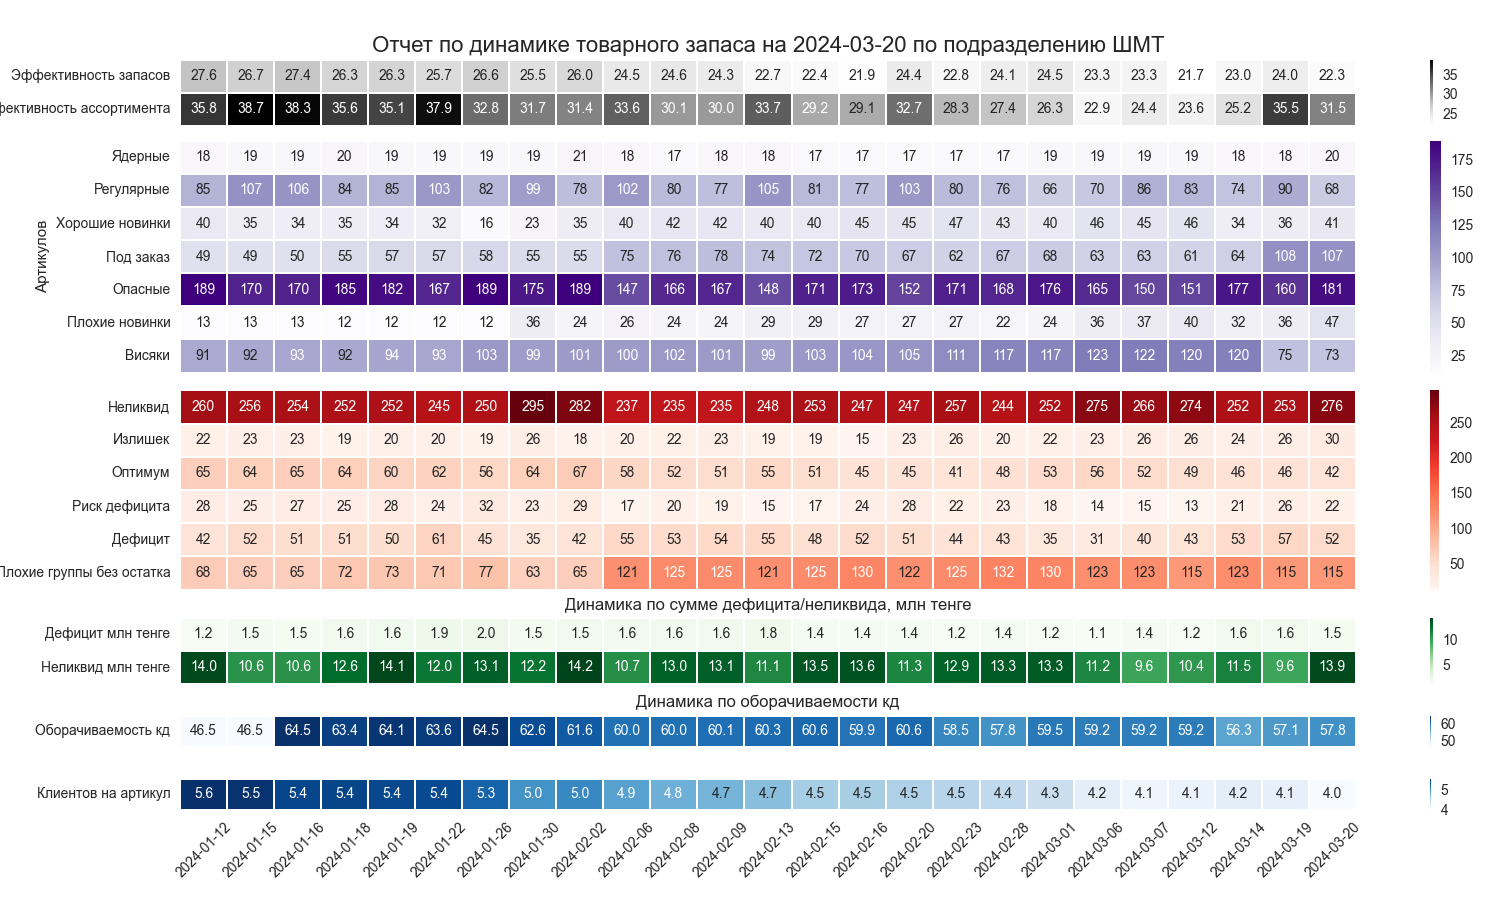 Отчет по динамике товарного запаса на 2024-03-20 по подразделению ШМТ
Эффективность запасов 27.6 26.7 27.4 26.3 26.3 25.7 26.6 25.5 26.0 24.5 24.6 24.3 22.7 22.4 21.9 24.4 22.8 24.1 24.5 23.3 23.3 21.7 23.0 24.0 22.3
фективность ассортимента 35.8 38.7 38.3 35.6 35.1 37.9 32.8 31.7 31.4 33.6 30.1 30.0 33.7 29.2 29.1 32.7 28.3 27.4 26.3 22.9 24.4 23.6 25.2 35.5 31.5
35
30
25
Артикулов
Ядерные 18 19 19 20 19 19 19 19 21 18 17 18 18 17 17 17 17 17 19 19 19 19 18 18 20
Регулярные 85 107 106 84 85 103 82 99 78 102 80 77 105 81 77 103 80 76 66 70 86 83 74 90 68
Хорошие новинки 40 35 34 35 34 32 16 23 35 40 42 42 40 40 45 45 47 43 40 46 45 46 34 36 41
Под заказ 49 49 50 55 57 57 58 55 55 75 76 78 74 72 70 67 62 67 68 63 63 61 64 108 107
Опасные 189 170 170 185 182 167 189 175 189 147 166 167 148 171 173 152 171 168 176 165 150 151 177 160 181
Плохие новинки 13 13 13 12 12 12 12 36 24 26 24 24 29 29 27 27 27 22 24 36 37 40 32 36 47
Висяки 91 92 93 92 94 93 103 99 101 100 102 101 99 103 104 105 111 117 117 123 122 120 120 75 73
175
150
125
100
75
50
25
Неликвид 260 256 254 252 252 245 250 295 282 237 235 235 248 253 247 247 257 244 252 275 266 274 252 253 276
Излишек 22 23 23 19 20 20 19 26 18 20 22 23 19 19 15 23 26 20 22 23 26 26 24 26 30
Оптимум 65 64 65 64 60 62 56 64 67 58 52 51 55 51 45 45 41 48 53 56 52 49 46 46 42
Риск дефицита 28 25 27 25 28 24 32 23 29 17 20 19 15 17 24 28 22 23 18 14 15 13 21 26 22
Дефицит 42 52 51 51 50 61 45 35 42 55 53 54 55 48 52 51 44 43 35 31 40 43 53 57 52
Плохие группы без остатка 68 65 65 72 73 71 77 63 65 121 125 125 121 125 130 122 125 132 130 123 123 115 123 115 115
250
200
150
100
50
Динамика по сумме дефицита/неликвида, млн тенге
Дефицит млн тенге 1.2 1.5 1.5 1.6 1.6 1.9 2.0 1.5 1.5 1.6 1.6 1.6 1.8 1.4 1.4 1.4 1.2 1.4 1.2 1.1 1.4 1.2 1.6 1.6 1.5
Неликвид млн тенге 14.0 10.6 10.6 12.6 14.1 12.0 13.1 12.2 14.2 10.7 13.0 13.1 11.1 13.5 13.6 11.3 12.9 13.3 13.3 11.2 9.6 10.4 11.5 9.6 13.9
10
5
Динамика по оборачиваемости кд
Оборачиваемость кд 46.5 46.5 64.5 63.4 64.1 63.6 64.5 62.6 61.6 60.0 60.0 60.1 60.3 60.6 59.9 60.6 58.5 57.8 59.5 59.2 59.2 59.2 56.3 57.1 57.8
60
50
Клиентов на артикул 5.6 5.5 5.4 5.4 5.4 5.4 5.3 5.0 5.0 4.9 4.8 4.7 4.7 4.5 4.5 4.5 4.5 4.4 4.3 4.2 4.1 4.1 4.2 4.1 4.0
5
4
2024-01-12 2024-01-15 2024-01-16 2024-01-18 2024-01-19 2024-01-22 2024-01-26 2024-01-30 2024-02-02 2024-02-06 2024-02-08 2024-02-09 2024-02-13 2024-02-15 2024-02-16 2024-02-20 2024-02-23 2024-02-28 2024-03-01 2024-03-06 2024-03-07 2024-03-12 2024-03-14 2024-03-19 2024-03-20